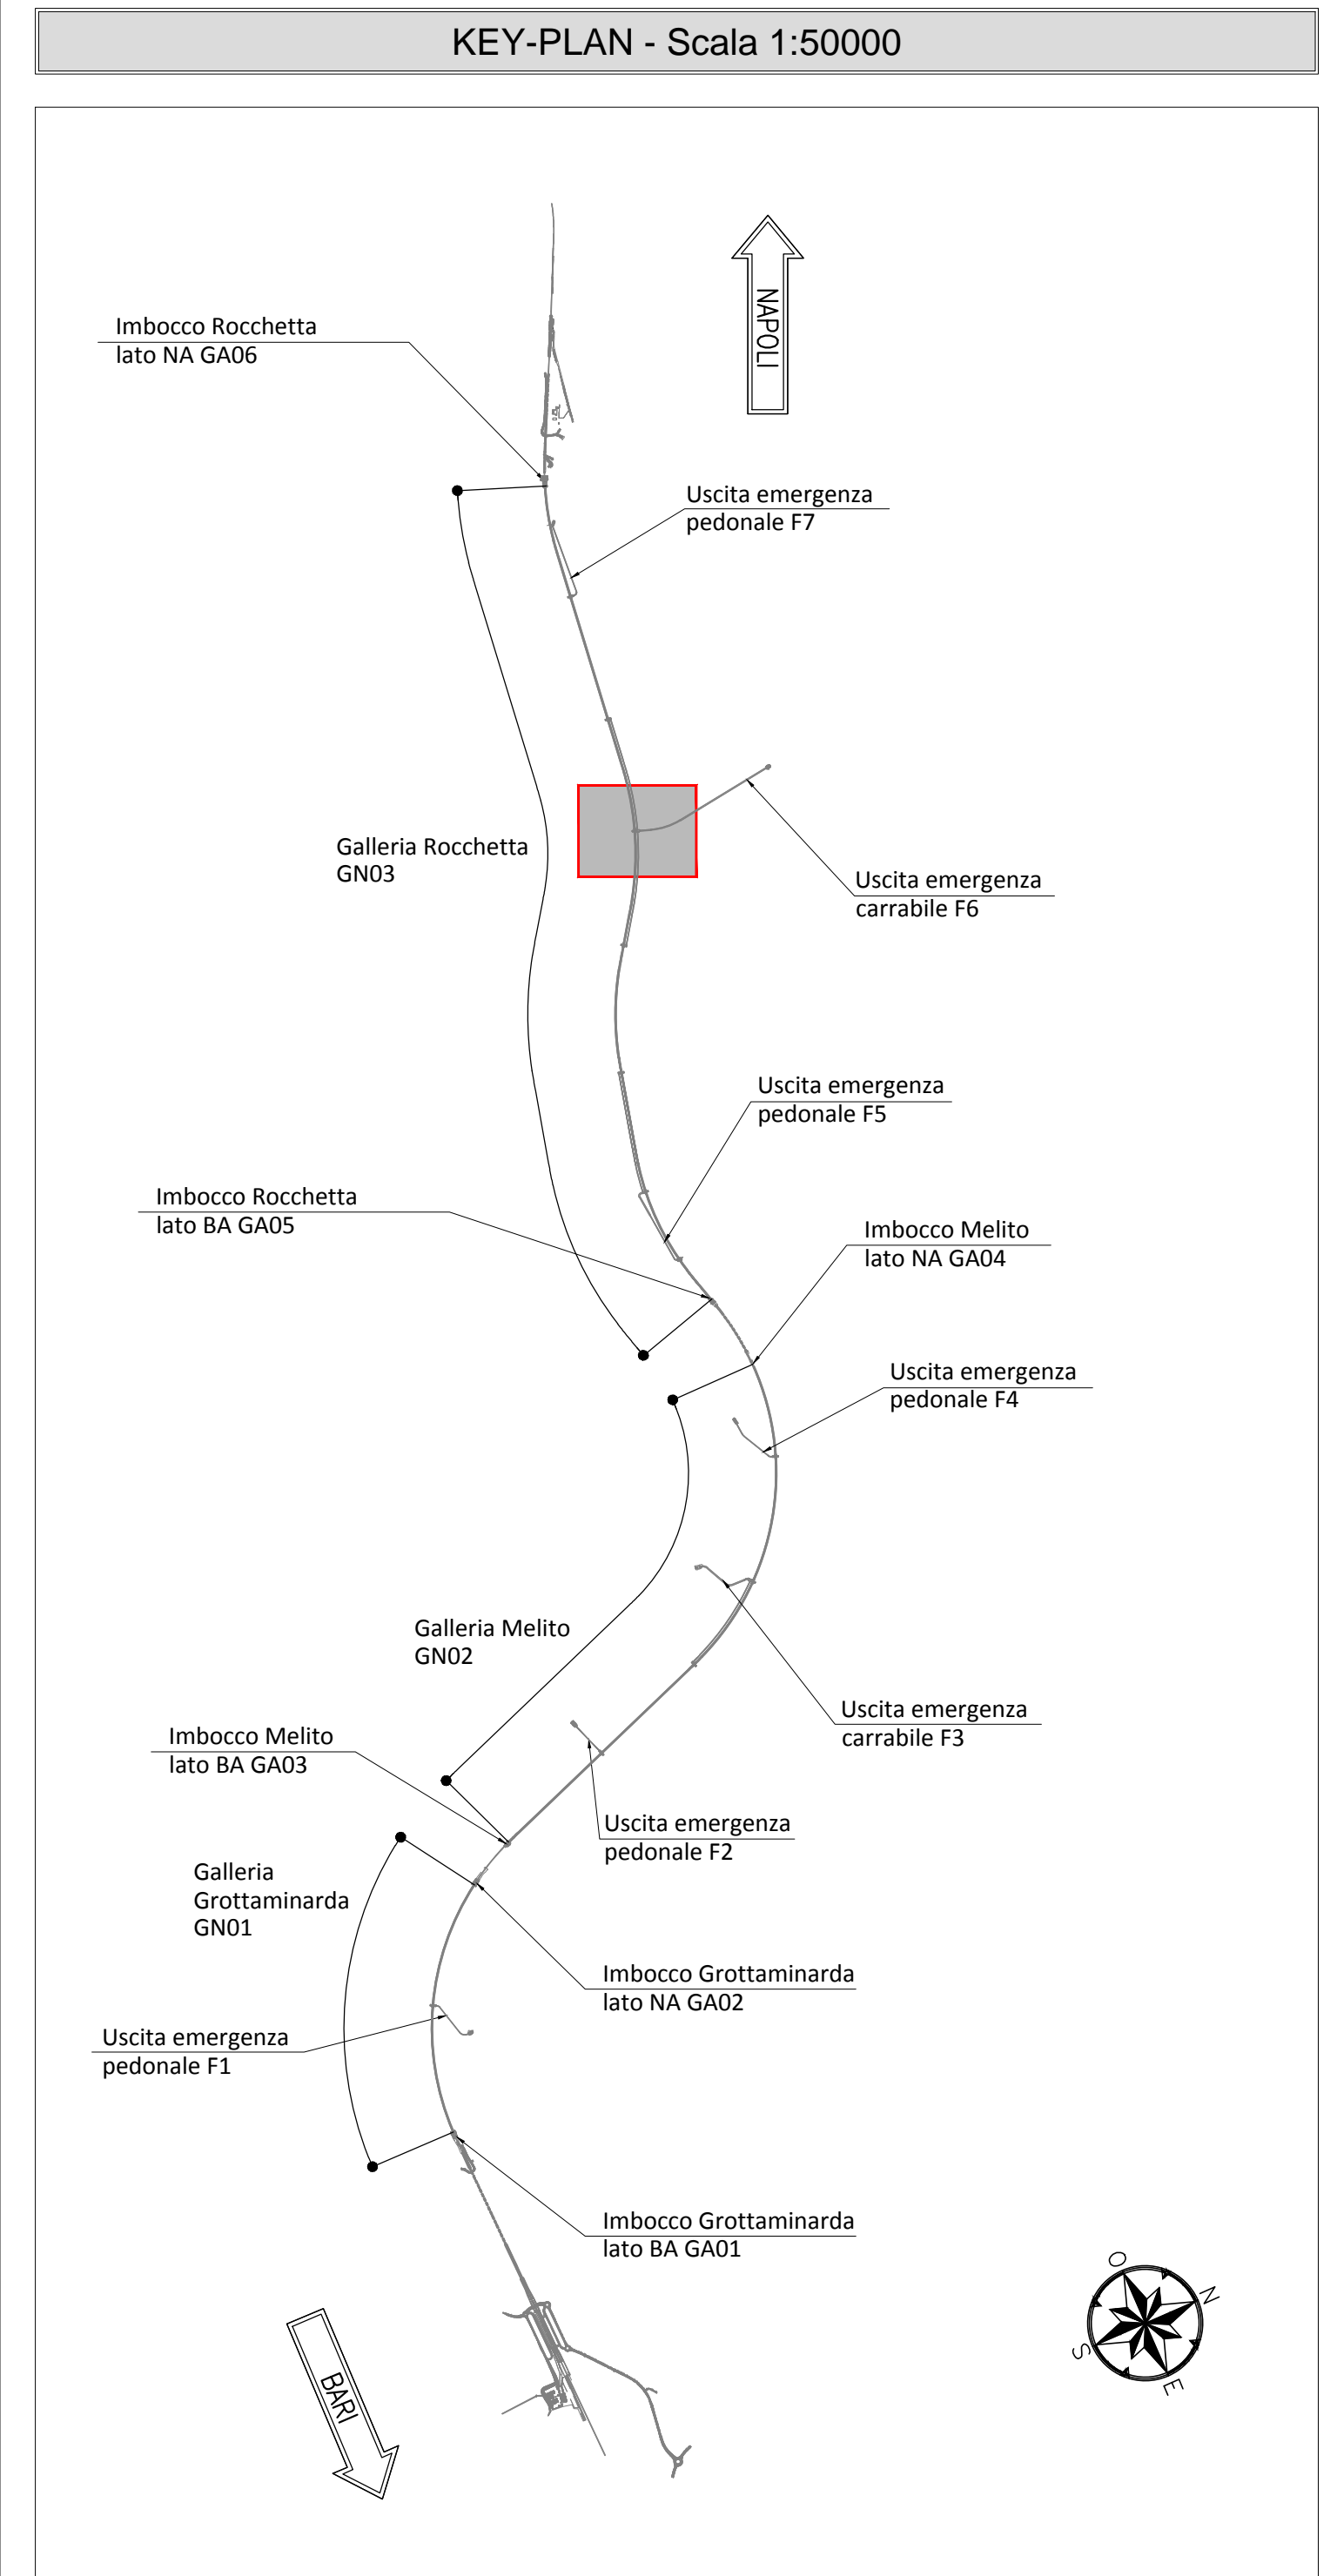 KEY-PLAN - Scala 1:50000
NAPOLI
Imbocco Rocchetta
lato NA GA06
Uscita emergenza
pedonale F7
Galleria Rocchetta
GN03
Uscita emergenza
carrabile F6
Uscita emergenza
pedonale F5
Imbocco Rocchetta
lato BA GA05
Imbocco Melito
lato NA GA04
Uscita emergenza
pedonale F4
Galleria Melito
GN02
Uscita emergenza
carrabile F3
Imbocco Melito
lato BA GA03
Uscita emergenza
pedonale F2
Galleria
Grottaminarda
GN01
Imbocco Grottaminarda
lato NA GA02
Uscita emergenza
pedonale F1
Imbocco Grottaminarda
lato BA GA01
BARI
O
N
S
E